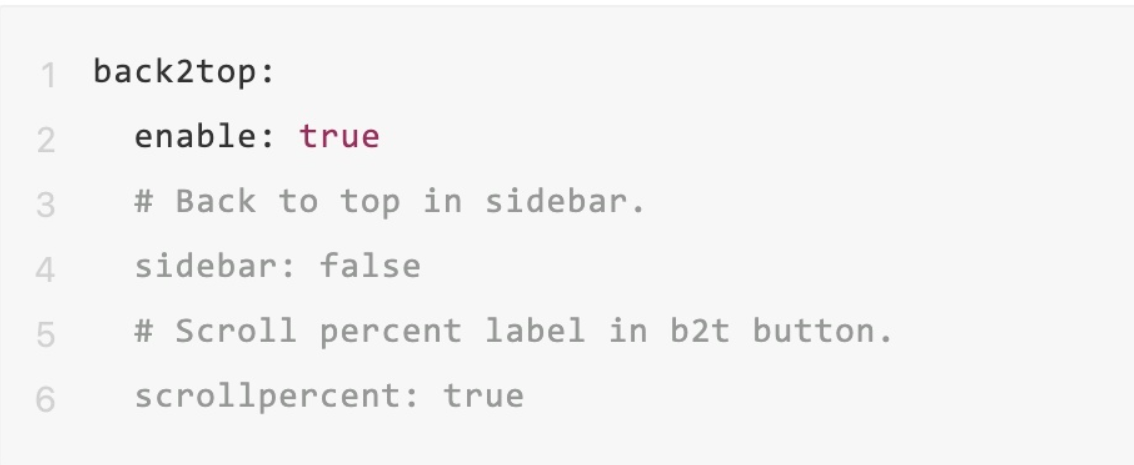 1 back2top:
2   enable: true
3   # Back to top in sidebar.
4   sidebar: false
5   # Scroll percent label in b2t button.
6   scrollpercent: true